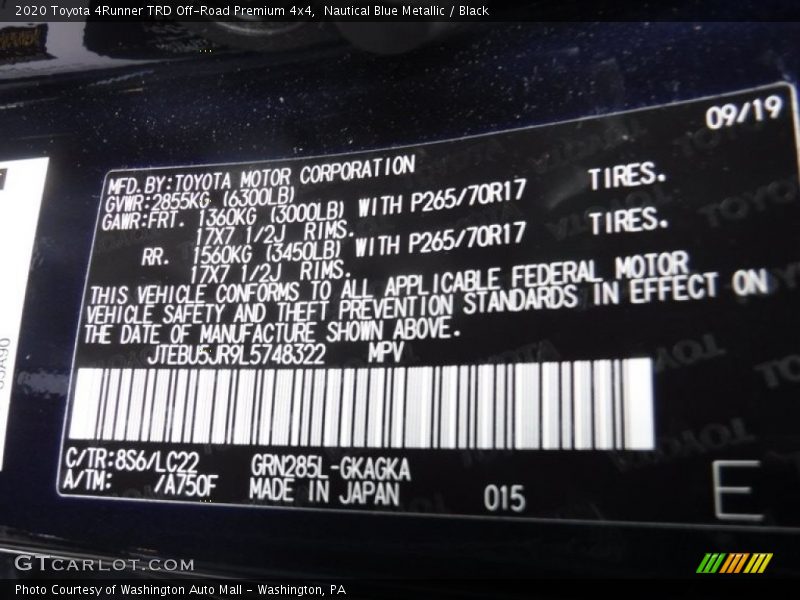 2020 Toyota 4Runner TRD Off-Road Premium 4x4,  Nautical Blue Metallic / Black
09/19
MFD. BY:TOYOTA MOTOR CORPORATION
GVWR:2855KG (6300LB)
GAWR:FRT. 1360KG (3000LB) WITH P265/70R17 TIRES.
17X7 1/2J RIMS.
RR. 1560KG (3450LB) WITH P265/70R17 TIRES.
17X7 1/2J RIMS.
THIS VEHICLE CONFORMS TO ALL APPLICABLE FEDERAL MOTOR
VEHICLE SAFETY AND THEFT PREVENTION STANDARDS IN EFFECT ON
THE DATE OF MANUFACTURE SHOWN ABOVE.
JTEBU5JR9L5748322 MPV
C/TR:8S6/LC22 GRN285L-GKAGKA
A/TM: /A750F MADE IN JAPAN 015 E
GTCARLOT.COM
Photo Courtesy of Washington Auto Mall - Washington, PA